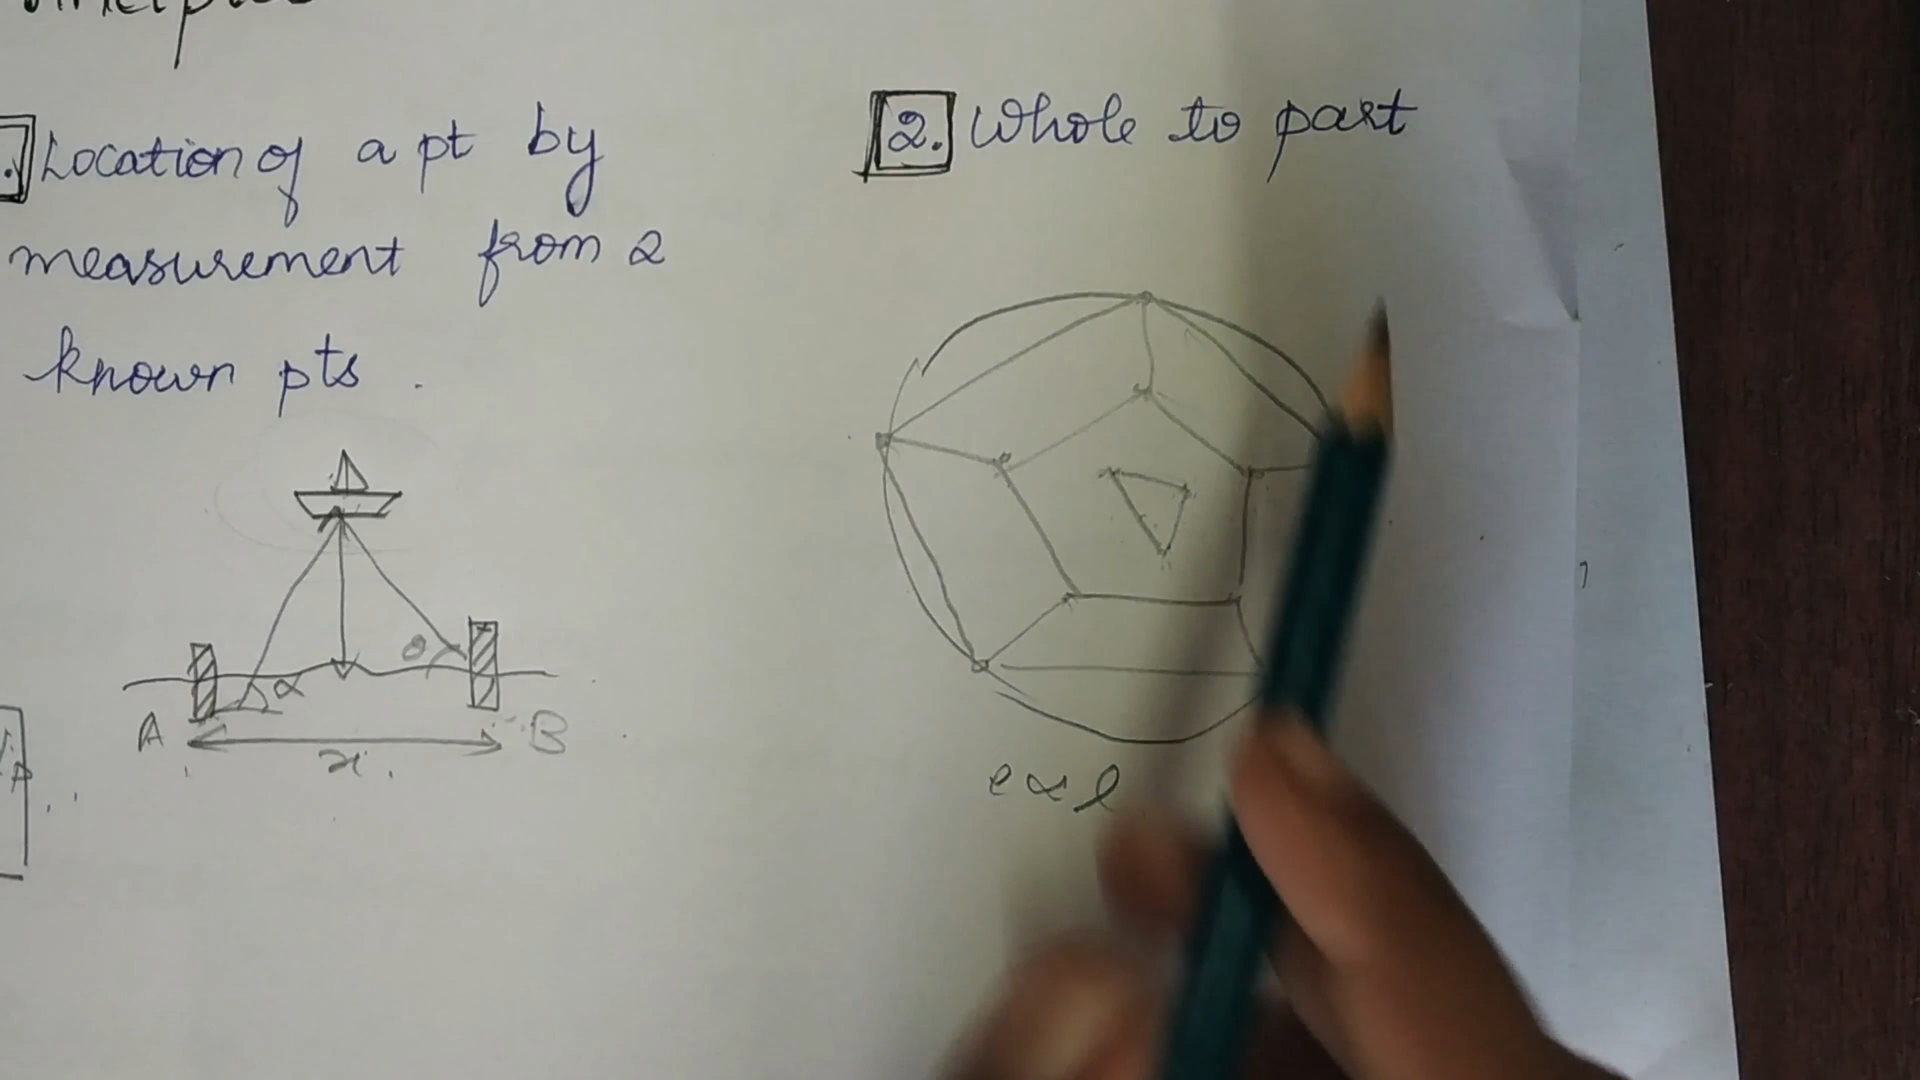 Location of a pt by
measurement from 2
known pts.
α
θ
A
B
x.
2. Whole to part
e ∝ l